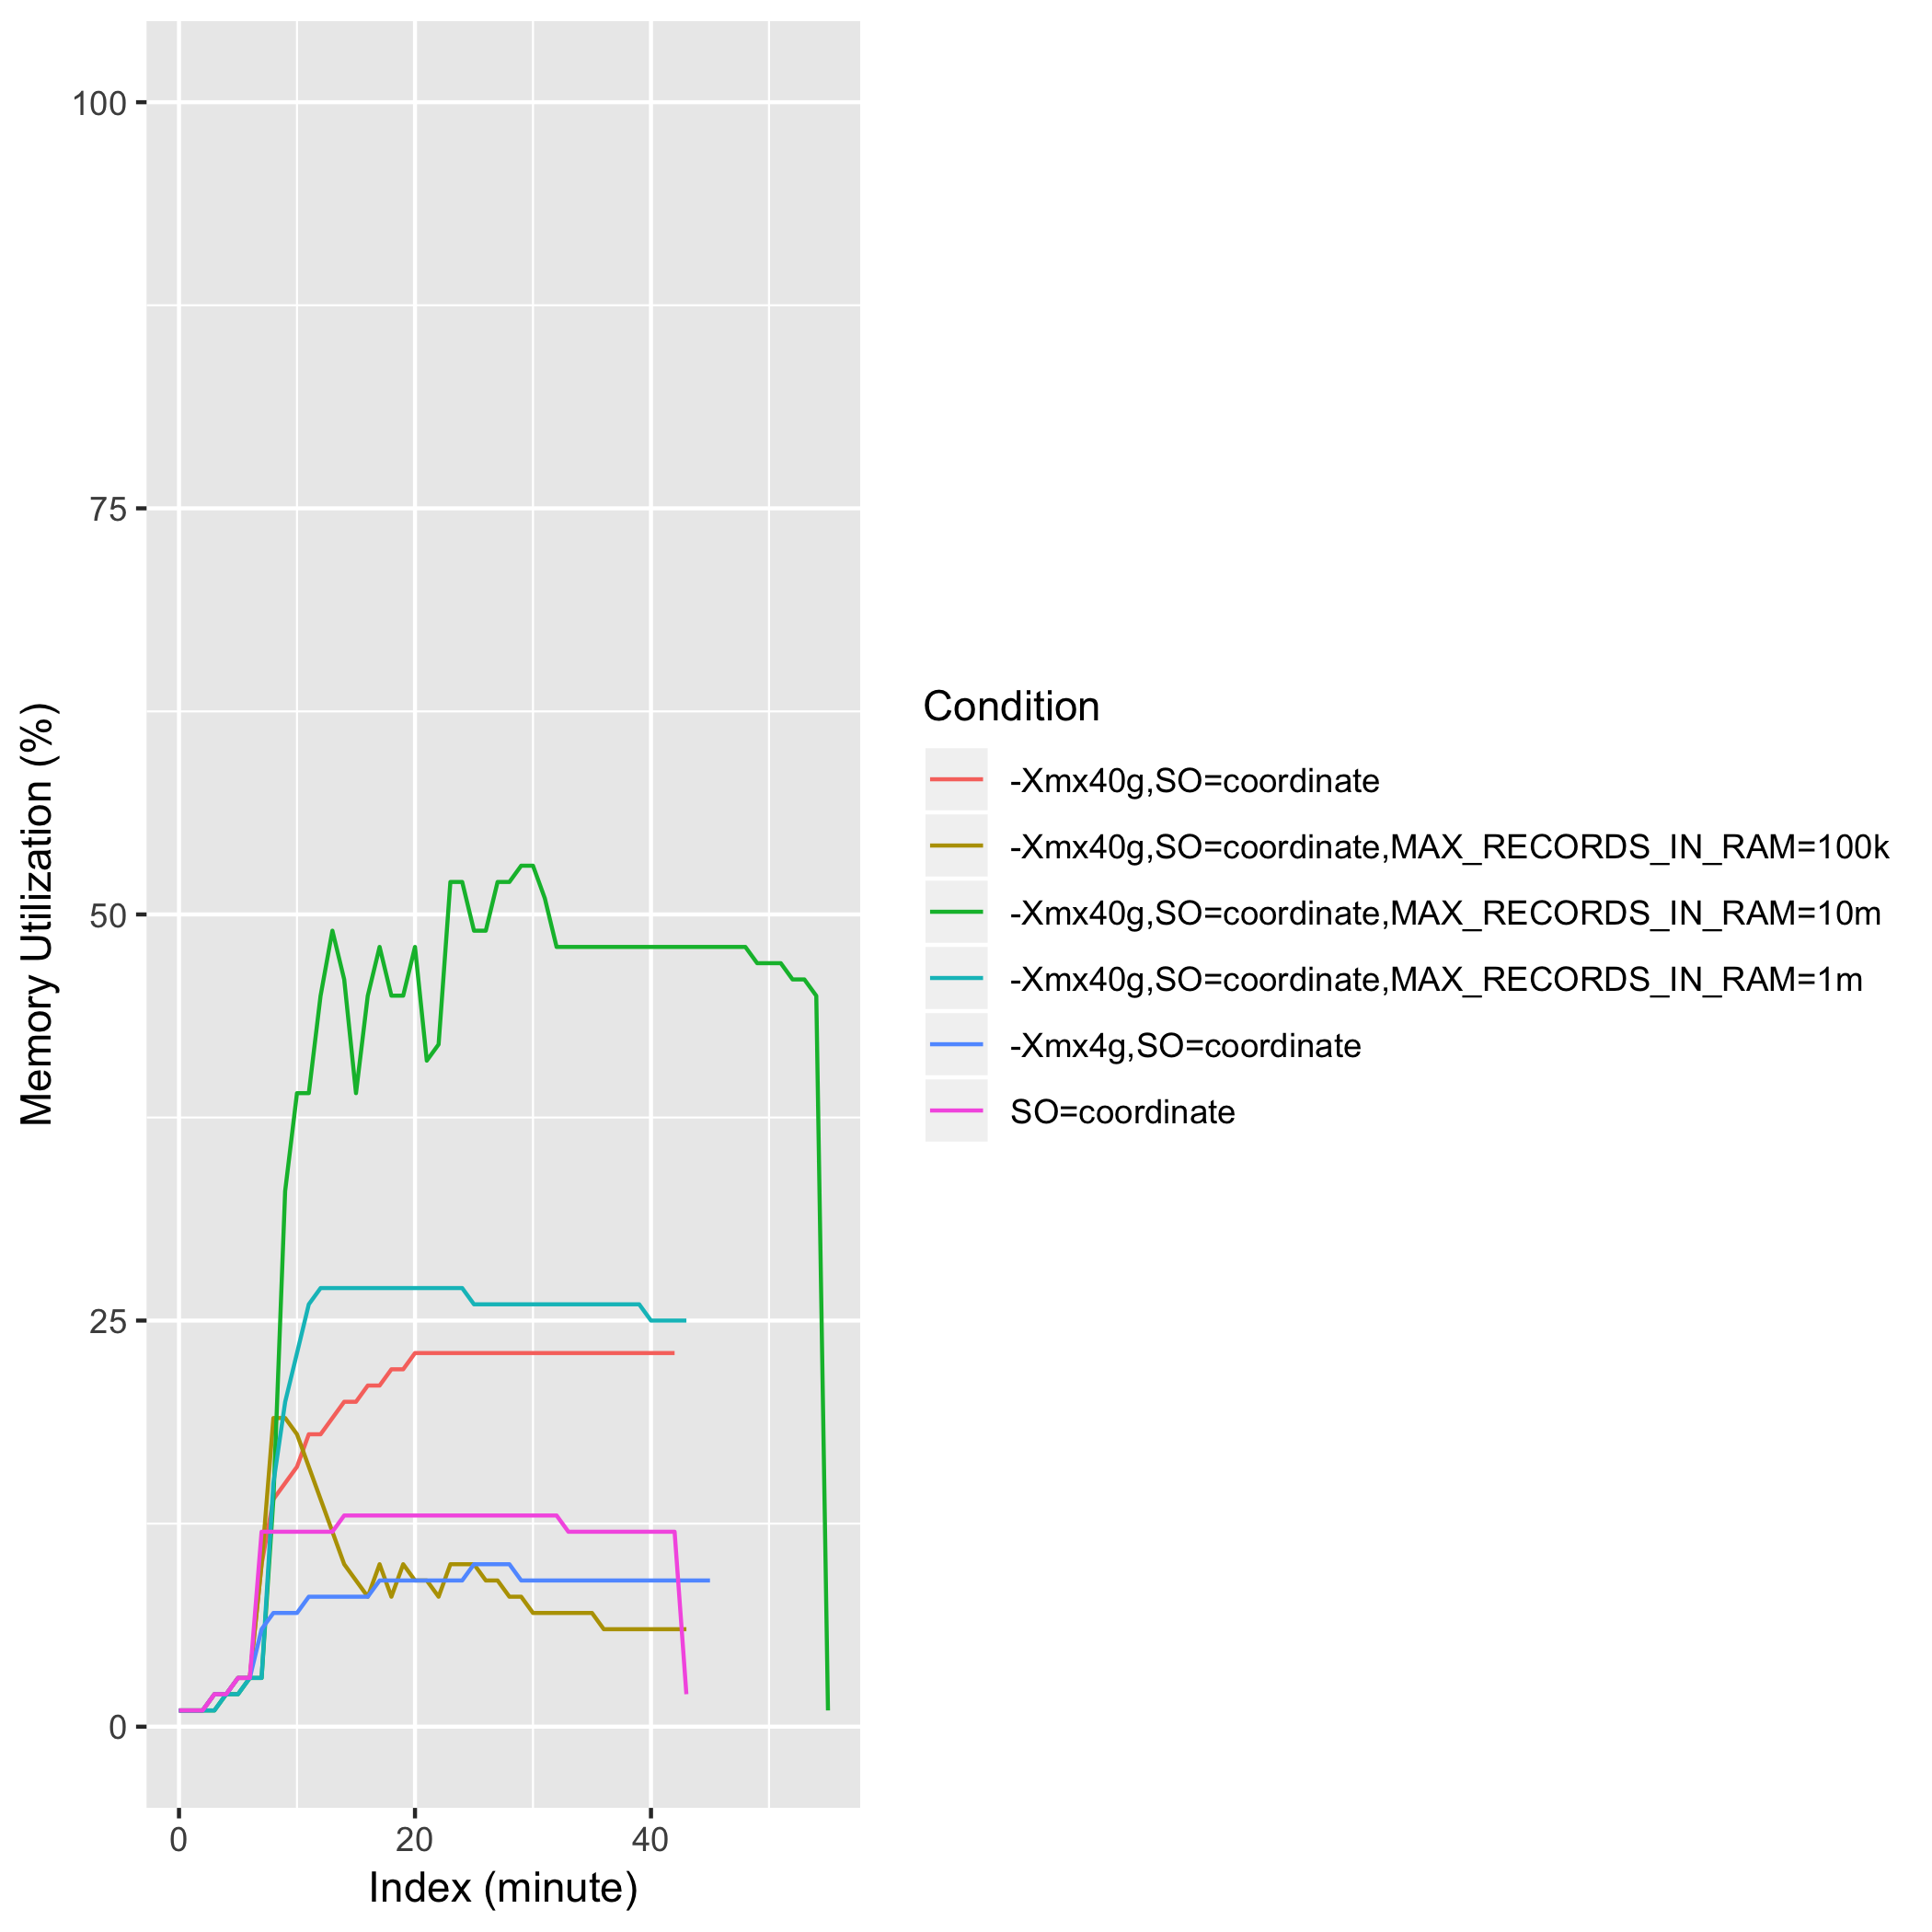 Memory Utilization (%)
100
75
50
25
0
0 20 40
Index (minute)
Condition
-Xmx40g,SO=coordinate
-Xmx40g,SO=coordinate,MAX_RECORDS_IN_RAM=100k
-Xmx40g,SO=coordinate,MAX_RECORDS_IN_RAM=10m
-Xmx40g,SO=coordinate,MAX_RECORDS_IN_RAM=1m
-Xmx4g,SO=coordinate
SO=coordinate